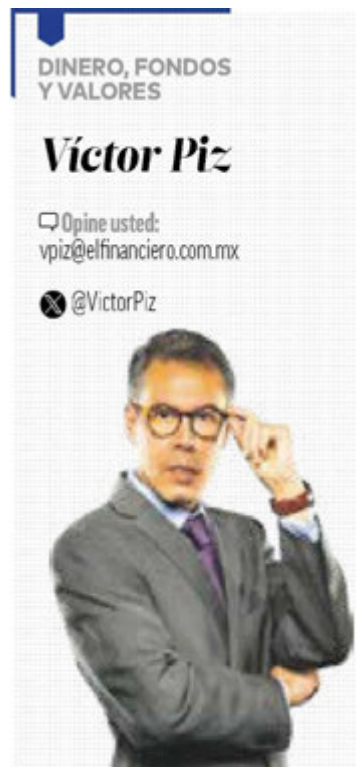 DINERO, FONDOS
Y VALORES
Víctor Piz
Opine usted:
vpiz@elfinanciero.com.mx
@VictorPiz